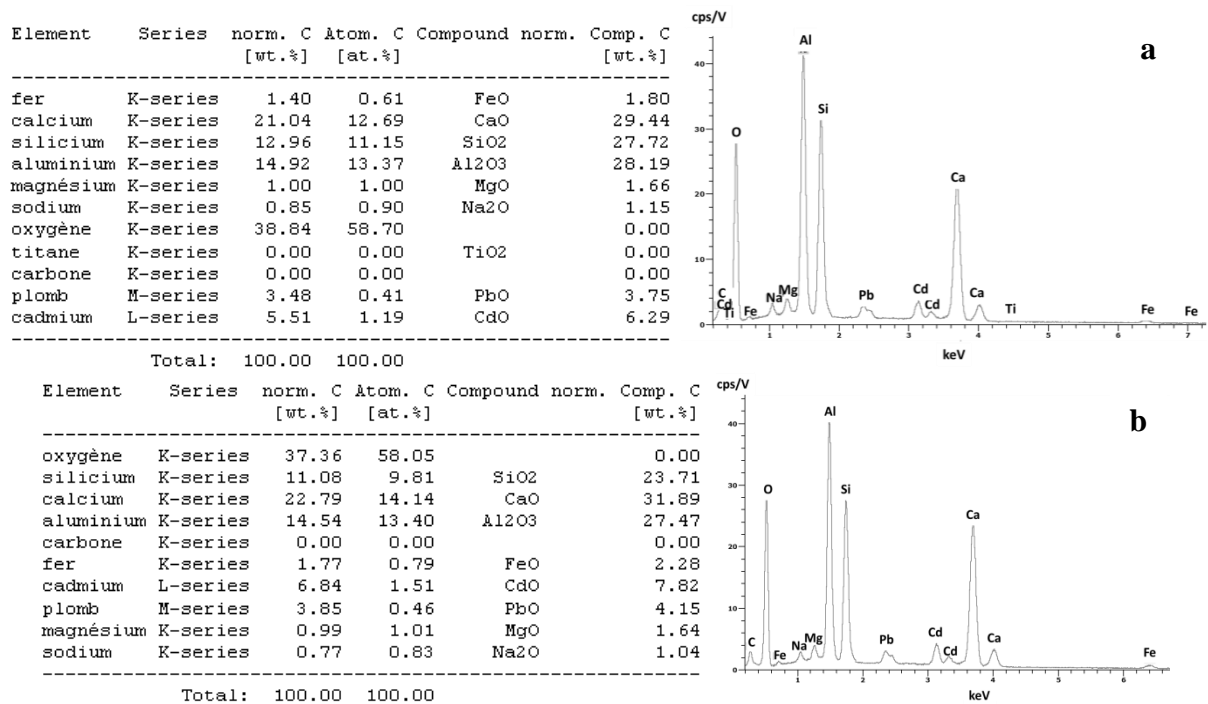 Element Series norm. C Atom. C Compound norm. Comp. C
[wt.%] [at.%] [wt.%]
fer K-series 1.40 0.61 FeO 1.80
calcium K-series 21.04 12.69 CaO 29.44
silicium K-series 12.96 11.15 SiO2 27.72
aluminium K-series 14.92 13.37 Al2O3 28.19
magnésium K-series 1.00 1.00 MgO 1.66
sodium K-series 0.85 0.90 Na2O 1.15
oxygène K-series 38.84 58.70 0.00
titane K-series 0.00 0.00 TiO2 0.00
carbone K-series 0.00 0.00 0.00
plomb M-series 3.48 0.41 PbO 3.75
cadmium L-series 5.51 1.19 CdO 6.29
Total: 100.00 100.00
cps/V
a
40
30
20
10
0
C
Cd
Ti
O
Fe
Na
Mg
Al
Si
Pb
Cd
Cd
Ca
Ca
Ti
Fe
Fe
1 2 3 4 5 6 7
keV
Element Series norm. C Atom. C Compound norm. Comp. C
[wt.%] [at.%] [wt.%]
oxygène K-series 37.36 58.05 0.00
silicium K-series 11.08 9.81 SiO2 23.71
calcium K-series 22.79 14.14 CaO 31.89
aluminium K-series 14.54 13.40 Al2O3 27.47
carbone K-series 0.00 0.00 0.00
fer K-series 1.77 0.79 FeO 2.28
cadmium L-series 6.84 1.51 CdO 7.82
plomb M-series 3.85 0.46 PbO 4.15
magnésium K-series 0.99 1.01 MgO 1.64
sodium K-series 0.77 0.83 Na2O 1.04
Total: 100.00 100.00
cps/V
b
40
30
20
10
0
C
O
Fe
Na
Mg
Al
Si
Pb
Cd
Cd
Ca
Ca
Fe
1 2 3 4 5 6
keV